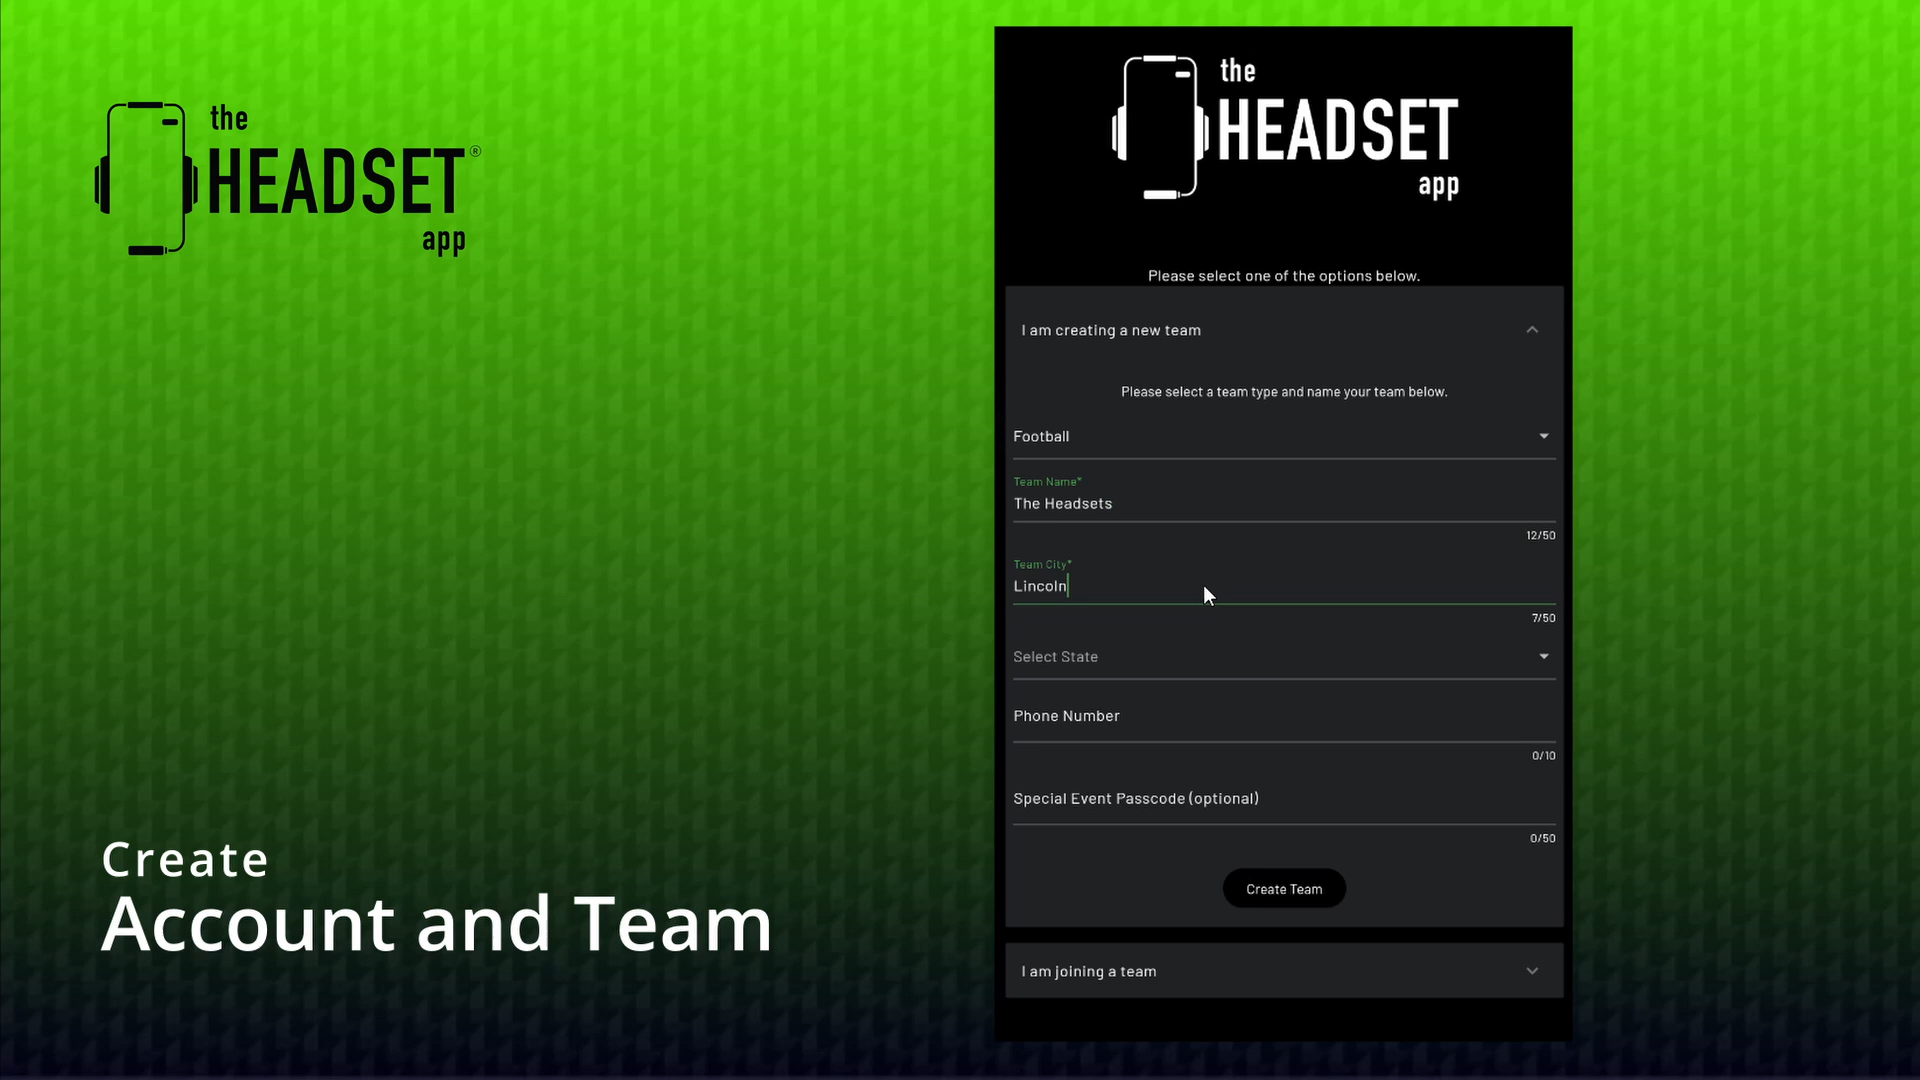 the
HEADSET®
app
Create
Account and Team
the
HEADSET
app
Please select one of the options below.
I am creating a new team
Please select a team type and name your team below.
Football
Team Name*
The Headsets
12/50
Team City*
Lincoln
7/50
Select State
Phone Number
0/10
Special Event Passcode (optional)
0/50
Create Team
I am joining a team